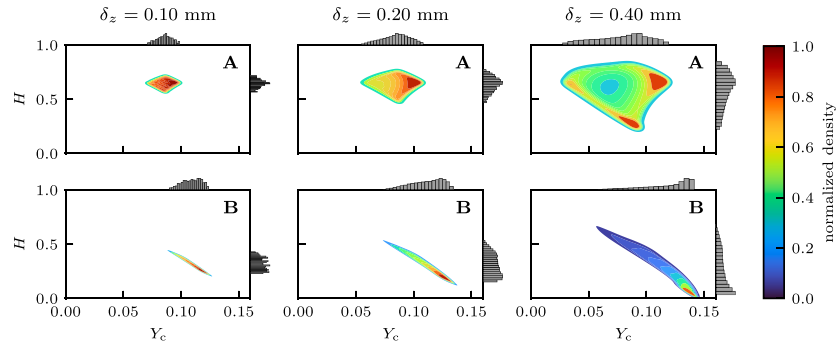 δz = 0.10 mm δz = 0.20 mm δz = 0.40 mm
1.0 A A A 1.0
0.8
H 0.5
0.0
0.6
normalized density
1.0 B B B
0.4
H 0.5
0.2
0.0 0.0
0.00 0.05 0.10 0.15 0.00 0.05 0.10 0.15 0.00 0.05 0.10 0.15
Yc Yc Yc